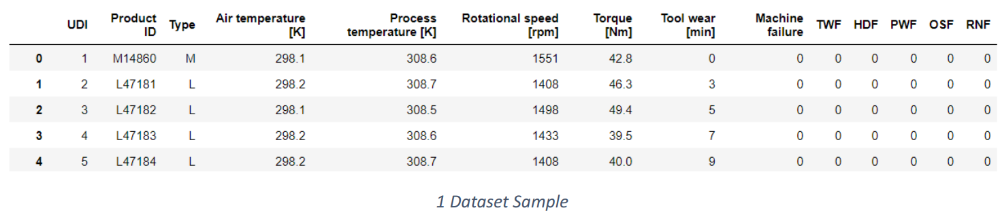 UDI Product ID Type Air temperature [K] Process temperature [K] Rotational speed [rpm] Torque [Nm] Tool wear [min] Machine failure TWF HDF PWF OSF RNF
0 1 M14860 M 298.1 308.6 1551 42.8 0 0 0 0 0 0 0
1 2 L47181 L 298.2 308.7 1408 46.3 3 0 0 0 0 0 0
2 3 L47182 L 298.1 308.5 1498 49.4 5 0 0 0 0 0 0
3 4 L47183 L 298.2 308.6 1433 39.5 7 0 0 0 0 0 0
4 5 L47184 L 298.2 308.7 1408 40.0 9 0 0 0 0 0 0
1 Dataset Sample